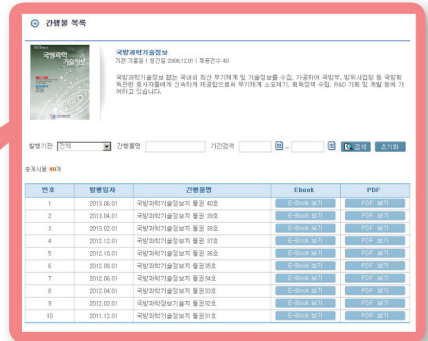 간행물 목록
국방과학기술정보
국방과학기술정보
기관:기품원 | 창간일:2006.12.01 | 제공건수:40
국방과학기술정보 誌는 국내외 최신 무기체계 및 기술정보를 수집, 가공하여 국방부, 방위사업청 등 국방획
득관련 종사자들에게 신속하게 제공함으로써 무기체계 소요제기, 획득정책 수립, R&D 기획 및 개발 등에 기
여하고 있습니다.
발행기관 전체 간행물명 기간검색 - 검색 초기화
총게시물 40개
번호 발행일자 간행물명 Ebook PDF
1 2013.06.01 국방과학기술정보지 통권 40호 E-Book 보기 PDF 보기
2 2013.04.01 국방과학기술정보지 통권 39호 E-Book 보기 PDF 보기
3 2013.02.01 국방과학기술정보지 통권 38호 E-Book 보기 PDF 보기
4 2012.12.01 국방과학기술정보지 통권 37호 E-Book 보기 PDF 보기
5 2012.10.01 국방과학기술정보지 통권 36호 E-Book 보기 PDF 보기
6 2012.08.01 국방과학기술정보지 통권35호 E-Book 보기 PDF 보기
7 2012.06.01 국방과학기술정보지 통권34호 E-Book 보기 PDF 보기
8 2012.04.01 국방과학기술정보지 통권33호 E-Book 보기 PDF 보기
9 2012.02.01 국방과학정보기술지 통권32호 E-Book 보기 PDF 보기
10 2011.12.01 국방과학기술정보지 통권31호 E-Book 보기 PDF 보기